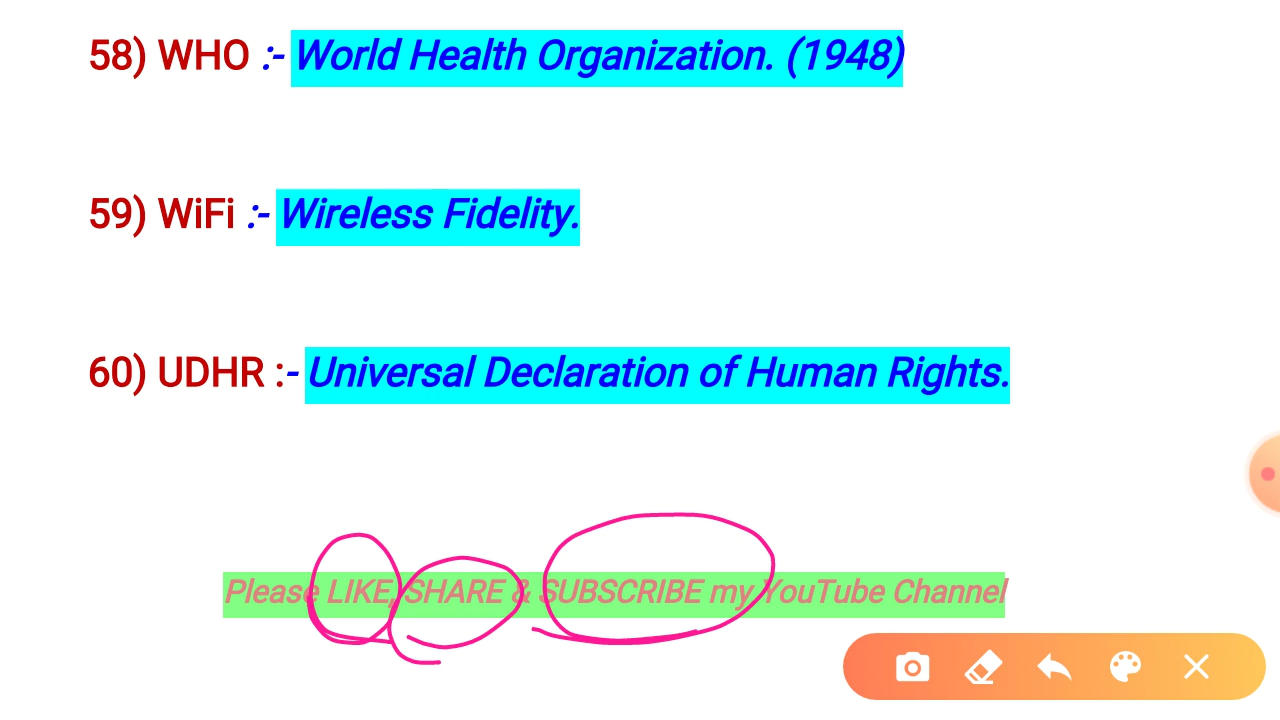 58) WHO :- World Health Organization. (1948)
59) WiFi :- Wireless Fidelity.
60) UDHR :- Universal Declaration of Human Rights.
Please LIKE, SHARE & SUBSCRIBE my YouTube Channel